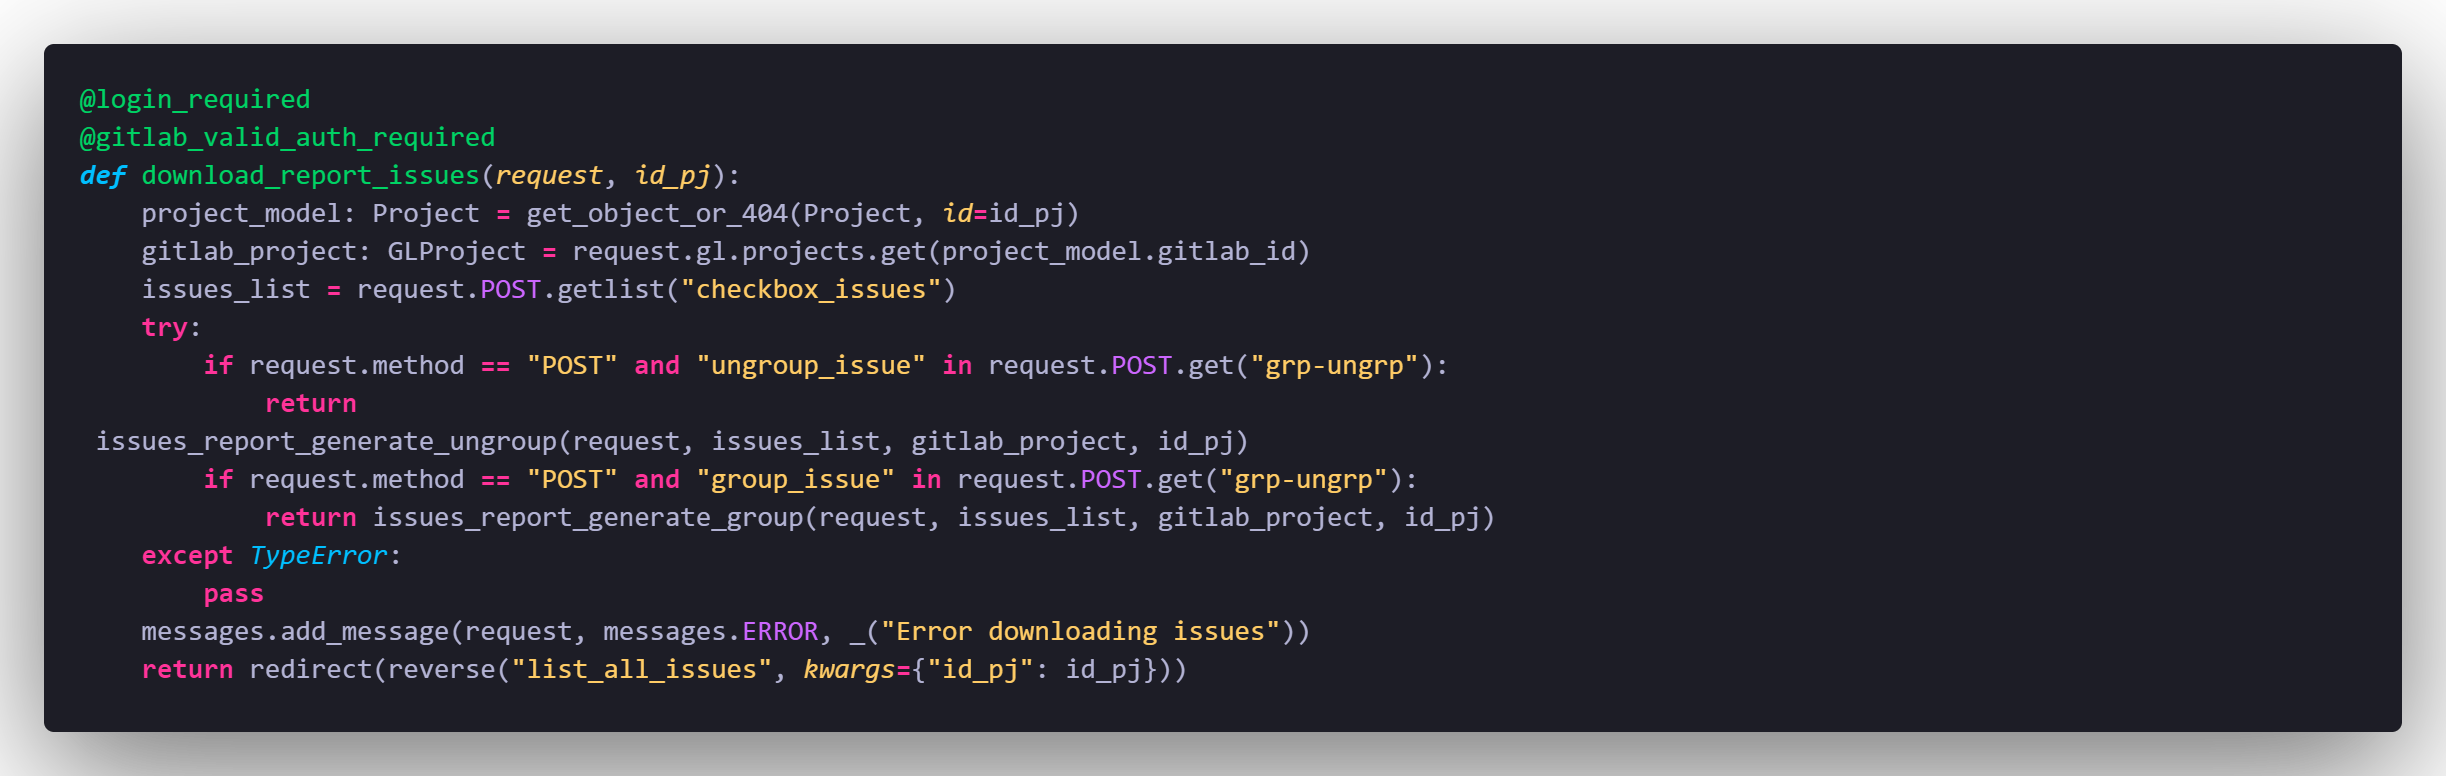 @login_required
@gitlab_valid_auth_required
def download_report_issues(request, id_pj):
    project_model: Project = get_object_or_404(Project, id=id_pj)
    gitlab_project: GLProject = request.gl.projects.get(project_model.gitlab_id)
    issues_list = request.POST.getlist("checkbox_issues")
    try:
        if request.method == "POST" and "ungroup_issue" in request.POST.get("grp-ungrp"):
            return
 issues_report_generate_ungroup(request, issues_list, gitlab_project, id_pj)
        if request.method == "POST" and "group_issue" in request.POST.get("grp-ungrp"):
            return issues_report_generate_group(request, issues_list, gitlab_project, id_pj)
    except TypeError:
        pass
    messages.add_message(request, messages.ERROR, _("Error downloading issues"))
    return redirect(reverse("list_all_issues", kwargs={"id_pj": id_pj}))